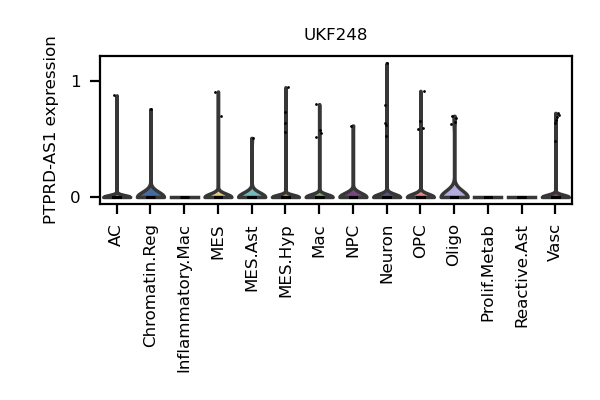 UKF248
PTPRD-AS1 expression
1
0
AC
Chromatin.Reg
Inflammatory.Mac
MES
MES.Ast
MES.Hyp
Mac
NPC
Neuron
OPC
Oligo
Prolif.Metab
Reactive.Ast
Vasc